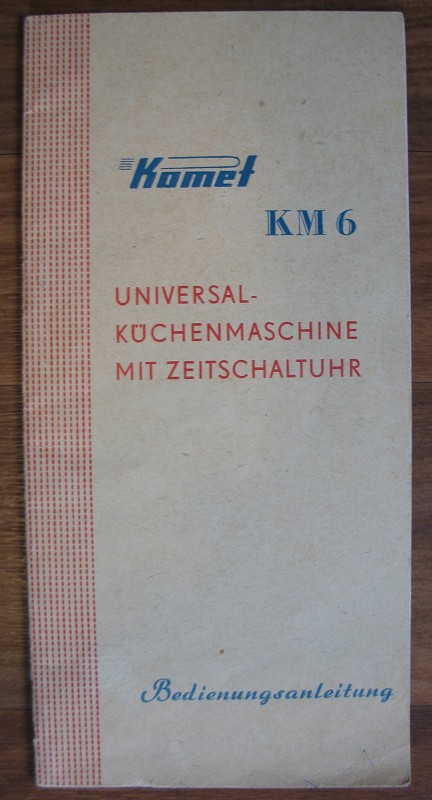 Komet
KM 6
UNIVERSAL-
KÜCHENMASCHINE
MIT ZEITSCHALTUHR
Bedienungsanleitung